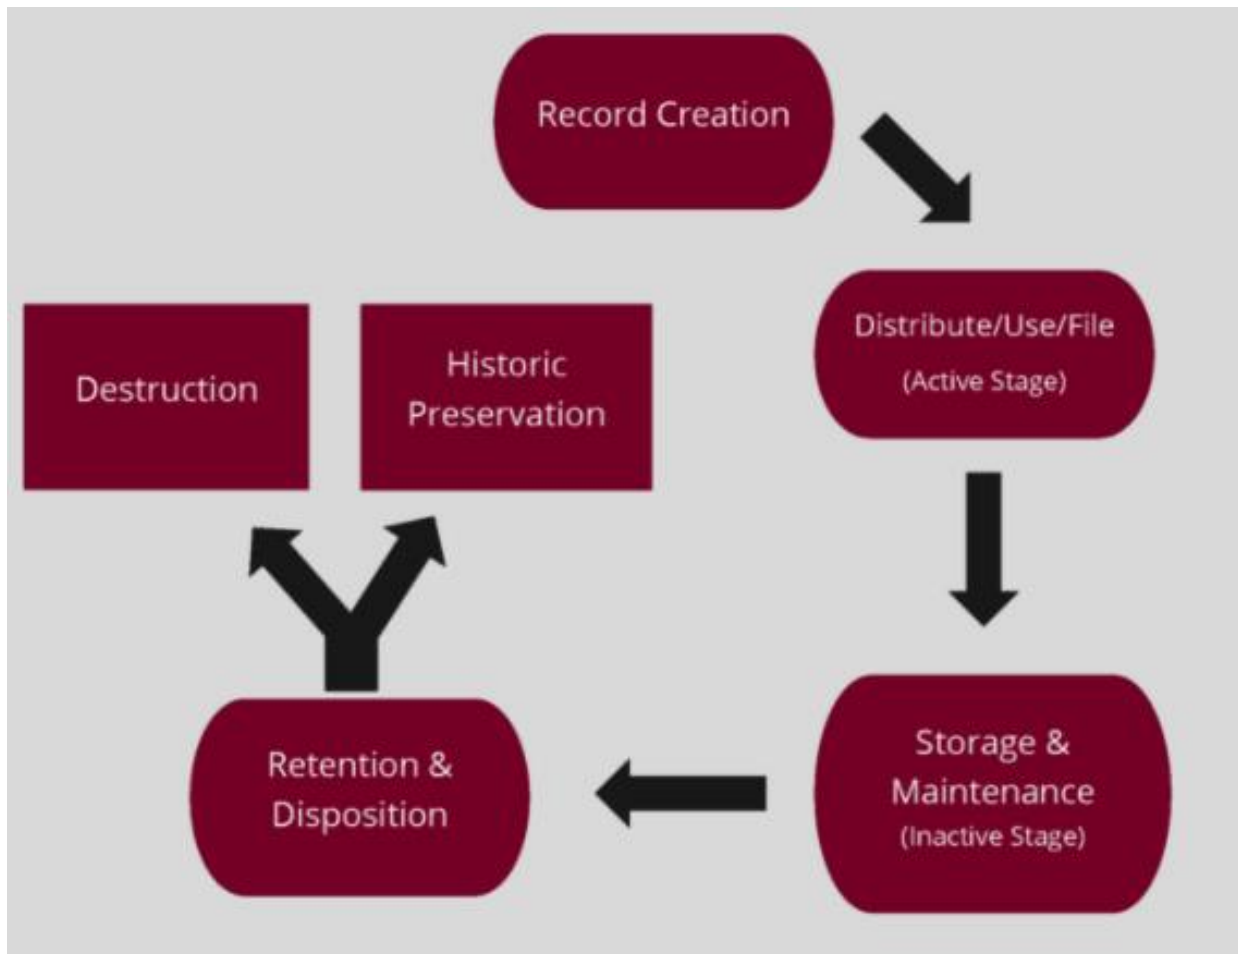 Record Creation
Distribute/Use/File
(Active Stage)
Storage &
Maintenance
(Inactive Stage)
Retention &
Disposition
Destruction
Historic
Preservation